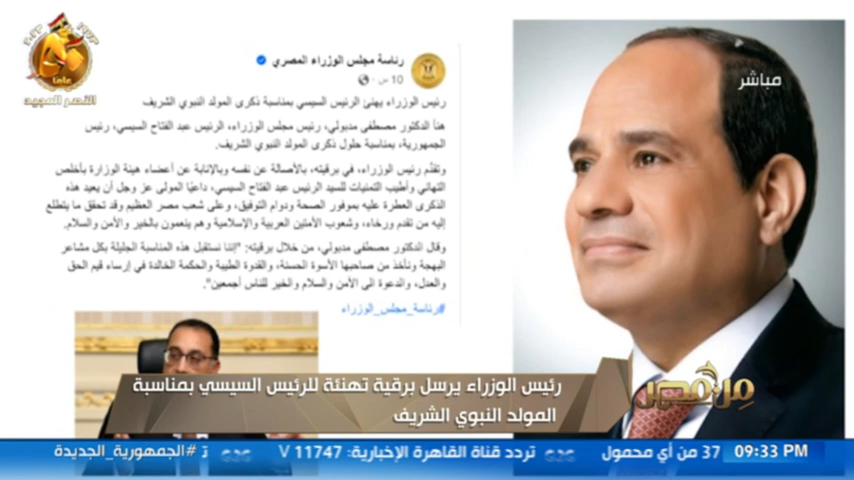 ١٩٧٣
عاما
النصر المجيد
رئاسة مجلس الوزراء المصري
10 س ·
رئيس الوزراء يهنئ الرئيس السيسي بمناسبة ذكرى المولد النبوي الشريف
هنأ الدكتور مصطفى مدبولي، رئيس مجلس الوزراء، الرئيس عبد الفتاح السيسي، رئيس
الجمهورية، بمناسبة حلول ذكرى المولد النبوي الشريف.
وتقدَّم رئيس الوزراء، في برقيته، بالأصالة عن نفسه وبالإنابة عن أعضاء هيئة الوزارة بأخلص
التهاني وأطيب التمنيات للسيد الرئيس عبد الفتاح السيسي، داعيًا المولى عز وجل أن يعيد هذه
الذكرى العطرة عليه بموفور الصحة ودوام التوفيق، وعلى شعب مصر العظيم وقد تحقق ما يتطلع
إليه من تقدم ورخاء، وشعوب الأمتين العربية والإسلامية وهم ينعمون بالخير والأمن والسلام.
وقال الدكتور مصطفى مدبولي، من خلال برقيته: "إننا نستقبل هذه المناسبة الجليلة بكل مشاعر
البهجة ونأخذ من صاحبها الأسوة الحسنة، والقدوة الطيبة والحكمة الخالدة في إرساء قيم الحق
والعدل، والدعوة الى الأمن والسلام والخير للناس أجمعين".
#رئاسة_مجلس_الوزراء
مباشر
رئيس الوزراء يرسل برقية تهنئة للرئيس السيسي بمناسبة
المولد النبوي الشريف
من مصر
09:33 PM
37 من أي محمول تردد قناة القاهرة الإخبارية: 11747 V #الجمهورية_الجديدة